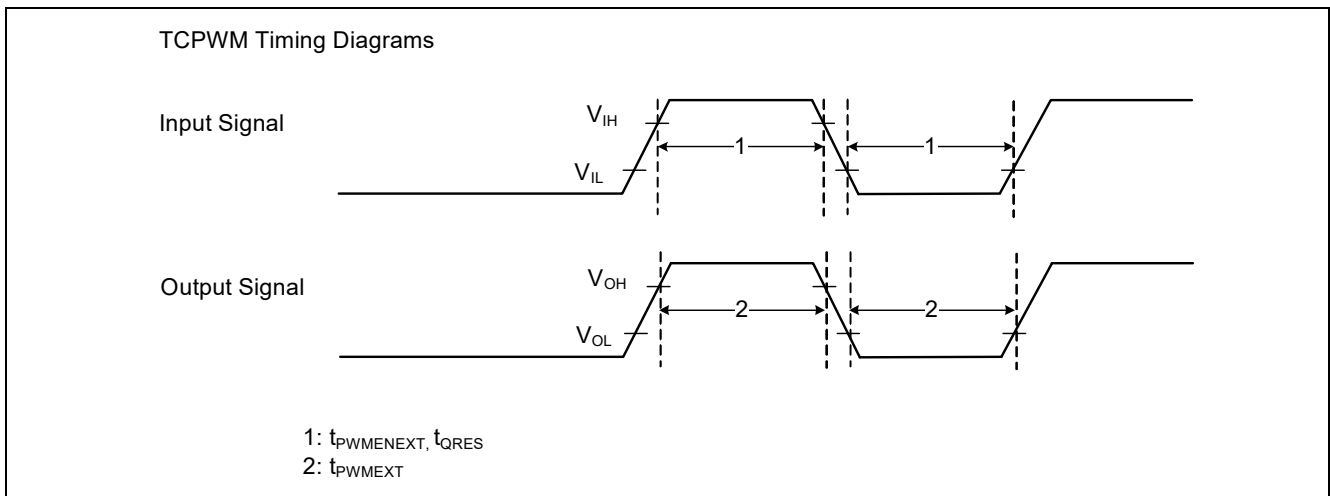 TCPWM Timing Diagrams
Input Signal
VIH
VIL
1
1
Output Signal
VOH
VOL
2
2
1: tPWMENEXT, tQRES
2: tPWMEXT